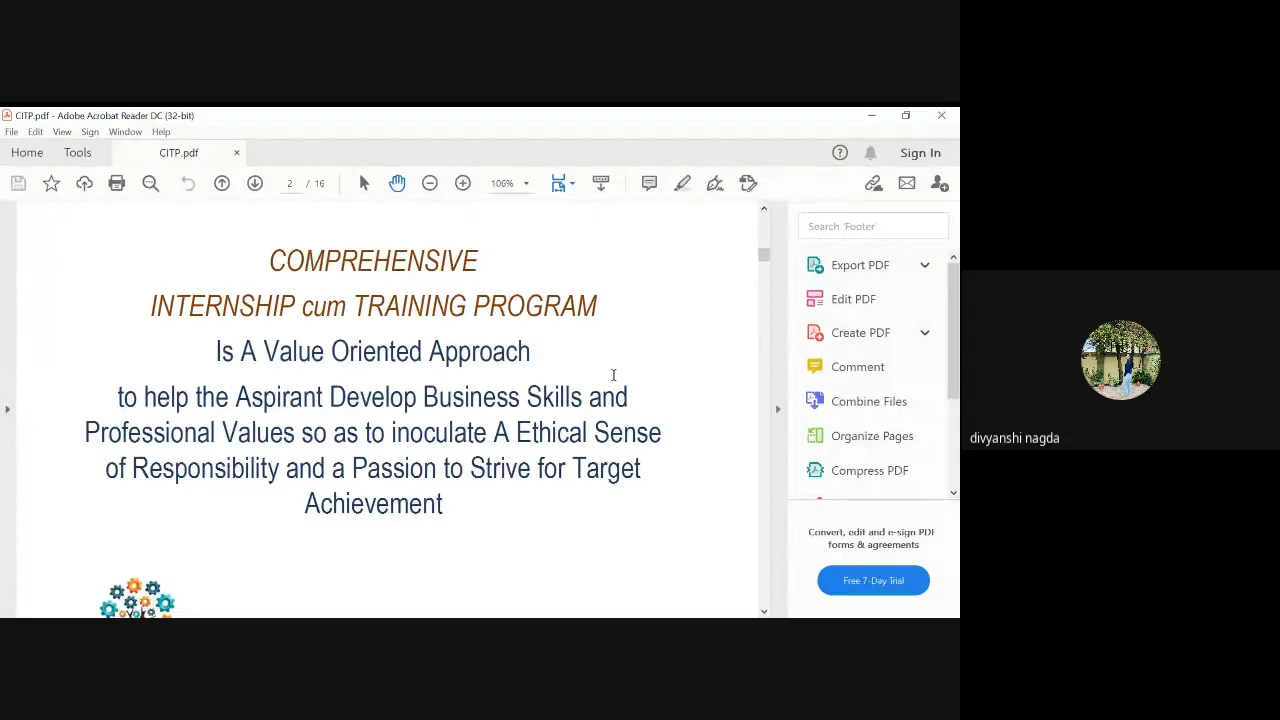 CITP.pdf - Adobe Acrobat Reader DC (32-bit)
File Edit View Sign Window Help
Home Tools CITP.pdf × Sign In
2 / 16 106%
COMPREHENSIVE
INTERNSHIP cum TRAINING PROGRAM
Is A Value Oriented Approach
to help the Aspirant Develop Business Skills and
Professional Values so as to inoculate A Ethical Sense
of Responsibility and a Passion to Strive for Target
Achievement
Search 'Footer'
Export PDF
Edit PDF
Create PDF
Comment
Combine Files
Organize Pages
Compress PDF
Convert, edit and e-sign PDF
forms & agreements
Free 7-Day Trial
divyanshi nagda